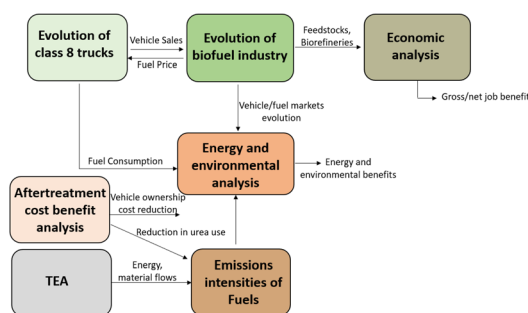 Evolution of
class 8 trucks
Vehicle Sales
Fuel Price
Evolution of
biofuel industry
Feedstocks,
Biorefineries
Economic
analysis
Gross/net job benefit
Vehicle/fuel markets
evolution
Fuel Consumption
Energy and
environmental
analysis
Energy and
environmental benefits
Aftertreatment
cost benefit
analysis
Vehicle ownership
cost reduction
Reduction in urea use
TEA
Energy,
material flows
Emissions
intensities of
Fuels